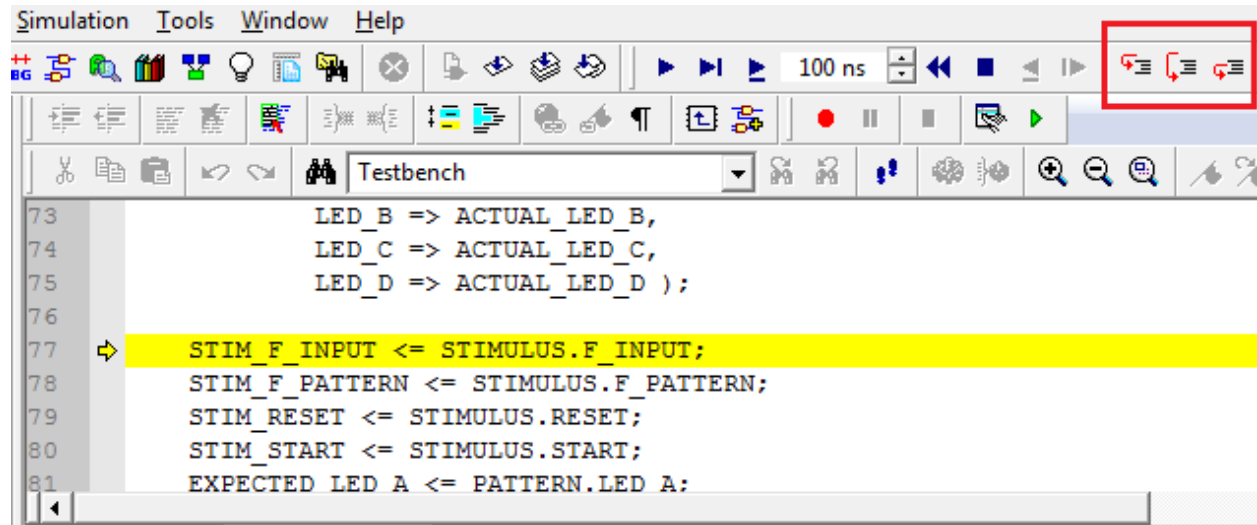 Simulation Tools Window Help
BG 100 ns
Testbench
73 LED_B => ACTUAL_LED_B,
74 LED_C => ACTUAL_LED_C,
75 LED_D => ACTUAL_LED_D );
76
77 STIM_F_INPUT <= STIMULUS.F_INPUT;
78 STIM_F_PATTERN <= STIMULUS.F_PATTERN;
79 STIM_RESET <= STIMULUS.RESET;
80 STIM_START <= STIMULUS.START;
81 EXPECTED_LED_A <= PATTERN.LED_A;